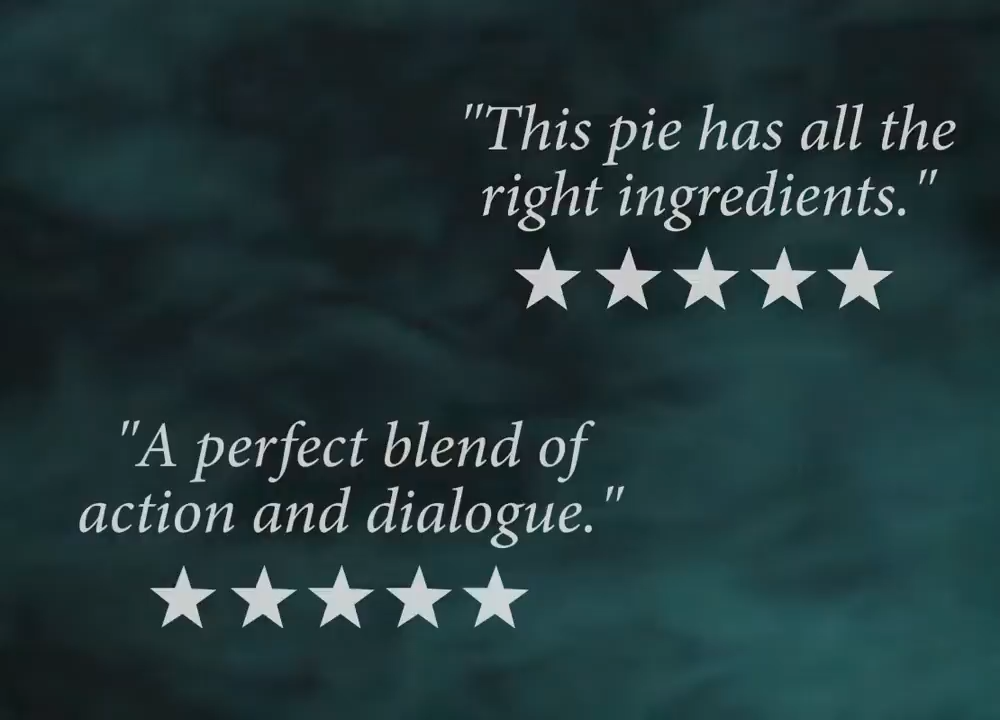 "This pie has all the
right ingredients."
"A perfect blend of
action and dialogue."